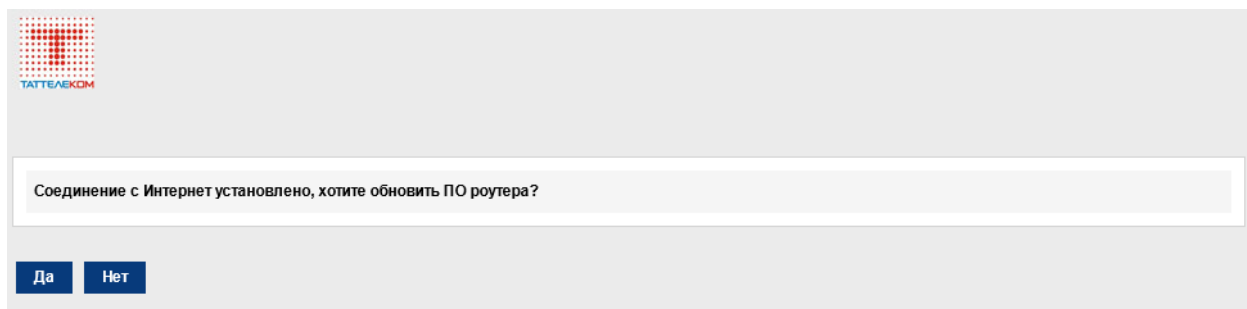 ТАТТЕЛЕКОМ
Соединение с Интернет установлено, хотите обновить ПО роутера?
Да
Нет